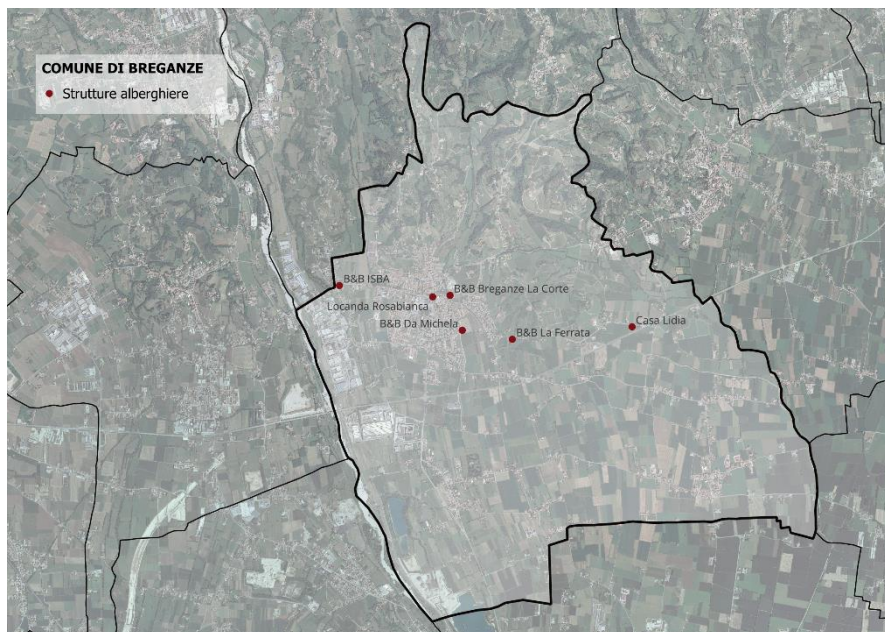 COMUNE DI BREGANZE
Strutture alberghiere
B&B ISBA
B&B Breganze La Corte
Locanda Rosabianca
B&B Da Michela
B&B La Ferrata
Casa Lidia